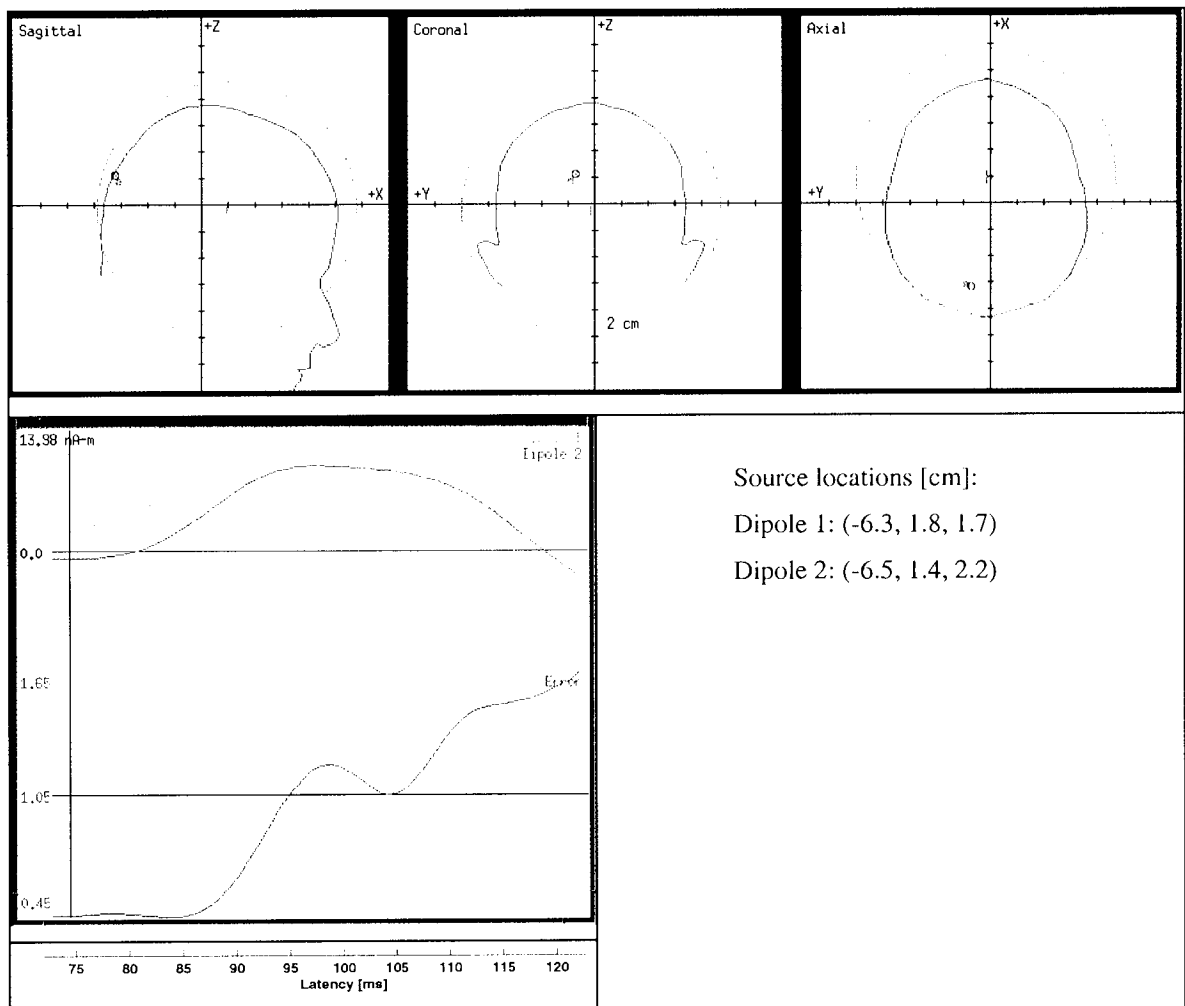 Sagittal
+Z
+X
Coronal
+Z
+Y
2 cm
Axial
+X
+Y
13.98 nA-m
Dipole 2
0.0
1.65
Error
1.05
0.45
75 80 85 90 95 100 105 110 115 120
Latency [ms]
Source locations [cm]:
Dipole 1: (-6.3, 1.8, 1.7)
Dipole 2: (-6.5, 1.4, 2.2)